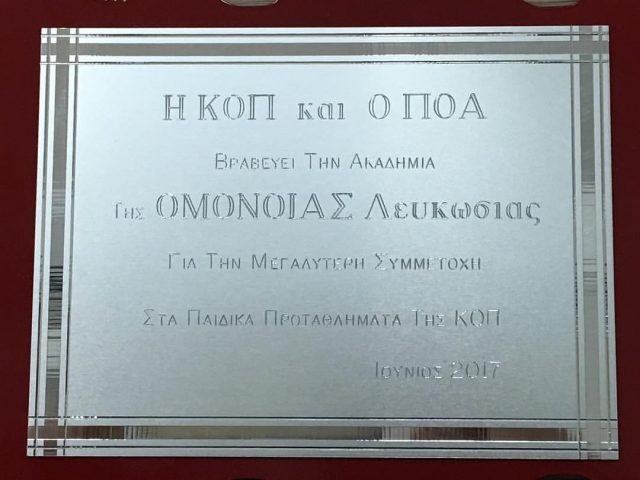 Η ΚΟΠ και Ο ΠΟΑ
Βραβευει Την Ακαδημια
Της ΟΜΟΝΟΙΑΣ Λευκωσιας
Για Την Μεγαλυτερη Συμμετοχη
Στα Παιδικα Πρωταθληματα Της ΚΟΠ
Ιουνιος 2017